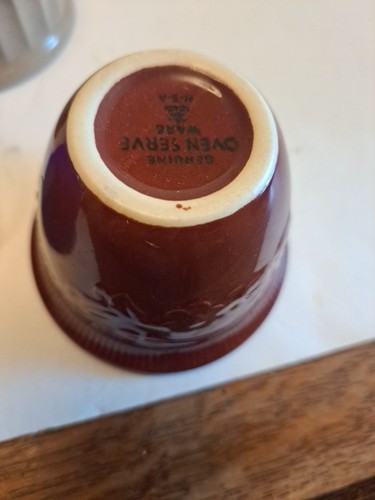 GENUINE
OVEN SERVE
WARE
U-S-A